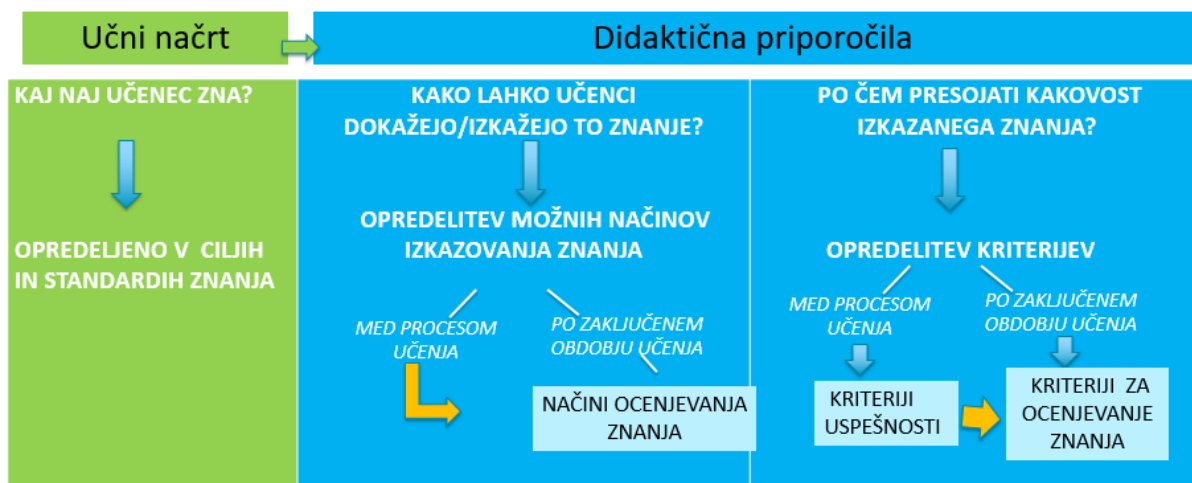 Učni načrt
Didaktična priporočila
KAJ NAJ UČENEC ZNA?
OPREDELJENO V CILJIH
IN STANDARDIH ZNANJA
KAKO LAHKO UČENCI
DOKAŽEJO/IZKAŽEJO TO ZNANJE?
OPREDELITEV MOŽNIH NAČINOV
IZKAZOVANJA ZNANJA
MED PROCESOM
UČENJA
PO ZAKLJUČENEM
OBDOBJU UČENJA
NAČINI OCENJEVANJA
ZNANJA
PO ČEM PRESOJATI KAKOVOST
IZKAZANEGA ZNANJA?
OPREDELITEV KRITERIJEV
MED PROCESOM
UČENJA
PO ZAKLJUČENEM
OBDOBJU UČENJA
KRITERIJI
USPEŠNOSTI
KRITERIJI ZA
OCENJEVANJE
ZNANJA